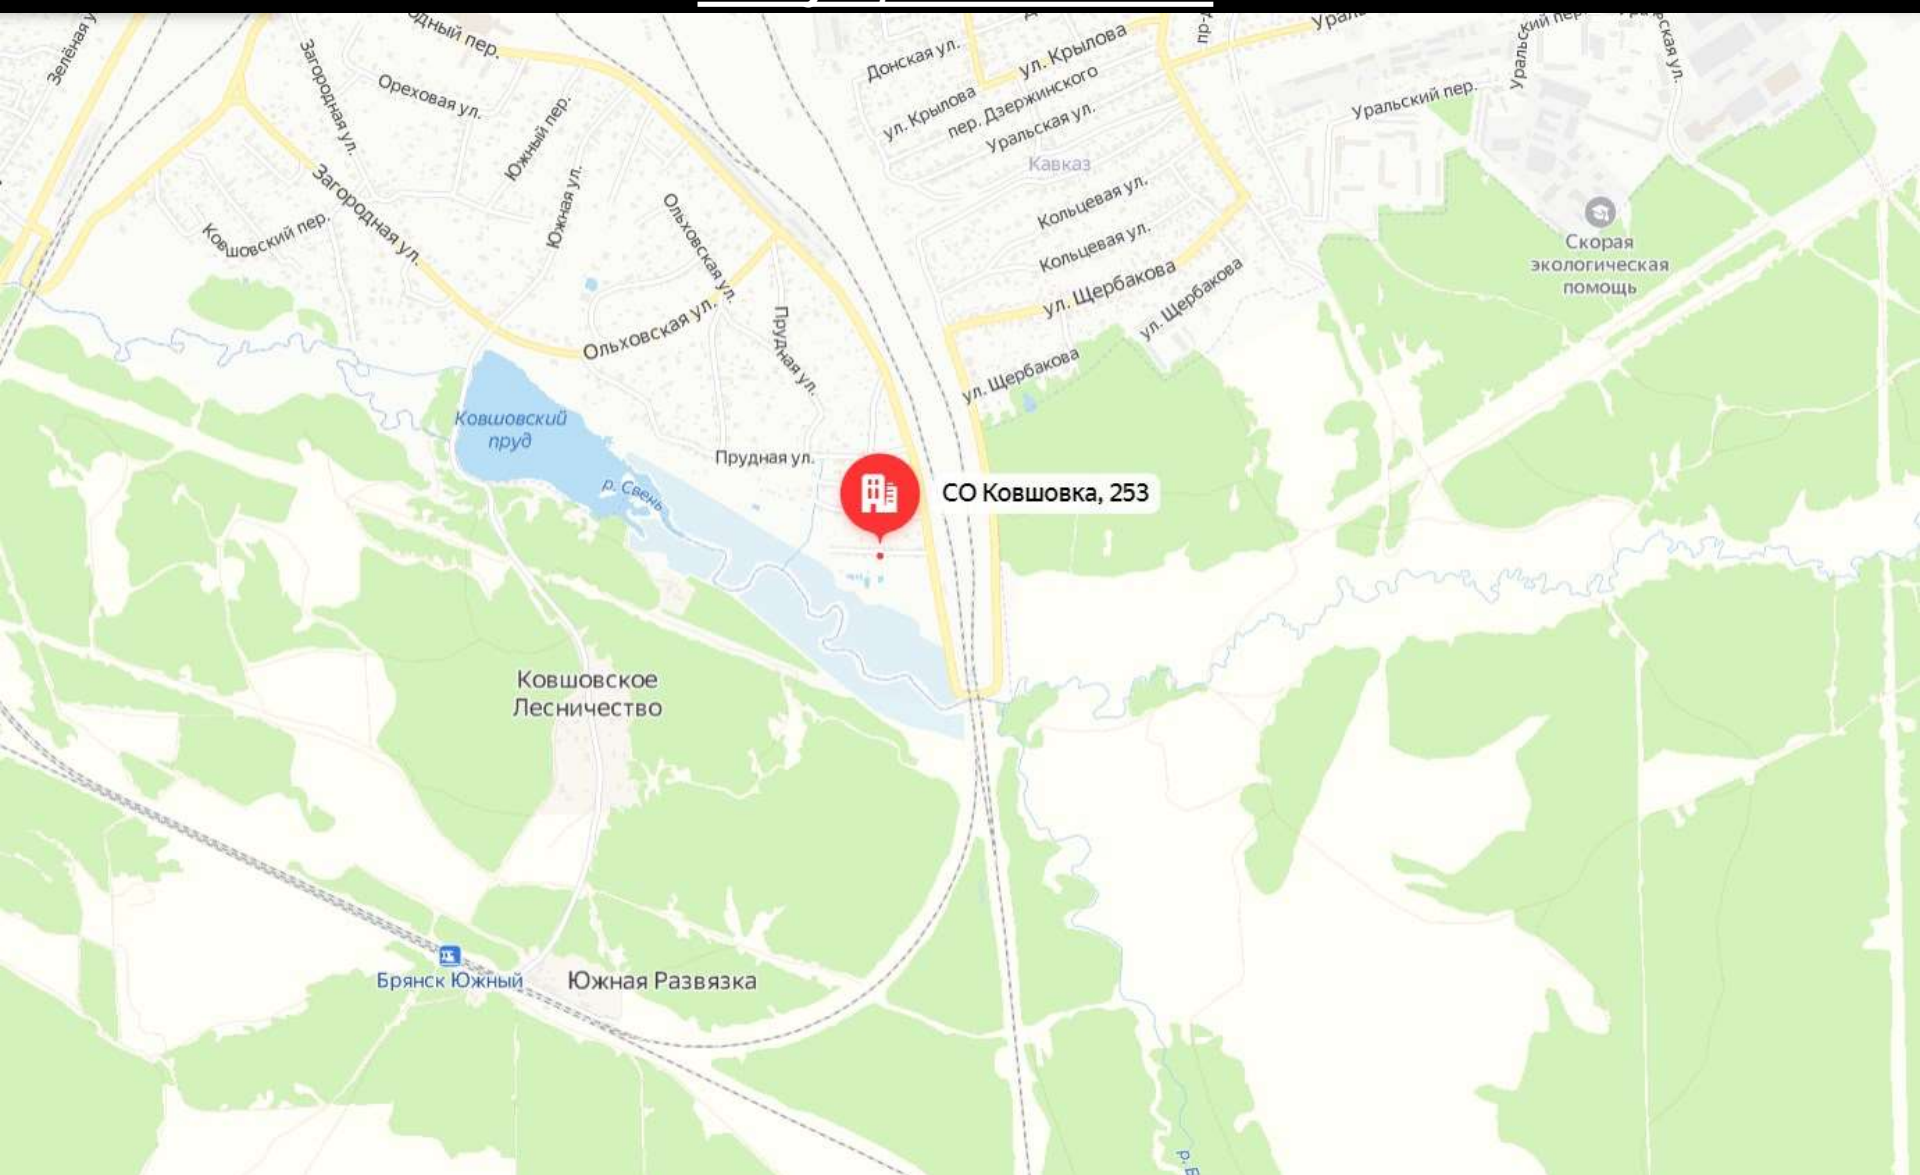 Зелёная
Загородная ул.
Ореховая ул.
Южный пер.
Донская ул.
ул. Крылова
ул. Крылова
пер. Дзержинского
Уральская ул.
Кавказ
Уральский пер.
Загородная ул.
Ковшовский пер.
Южная ул.
Ольховская ул.
Кольцевая ул.
Кольцевая ул.
Скорая
экологическая
помощь
ул. Щербакова
ул. Щербакова
Ольховская ул.
Прудная ул.
ул. Щербакова
Ковшовский
пруд
Прудная ул.
р. Свень
СО Ковшовка, 253
Ковшовское
Лесничество
Брянск Южный
Южная Развязка